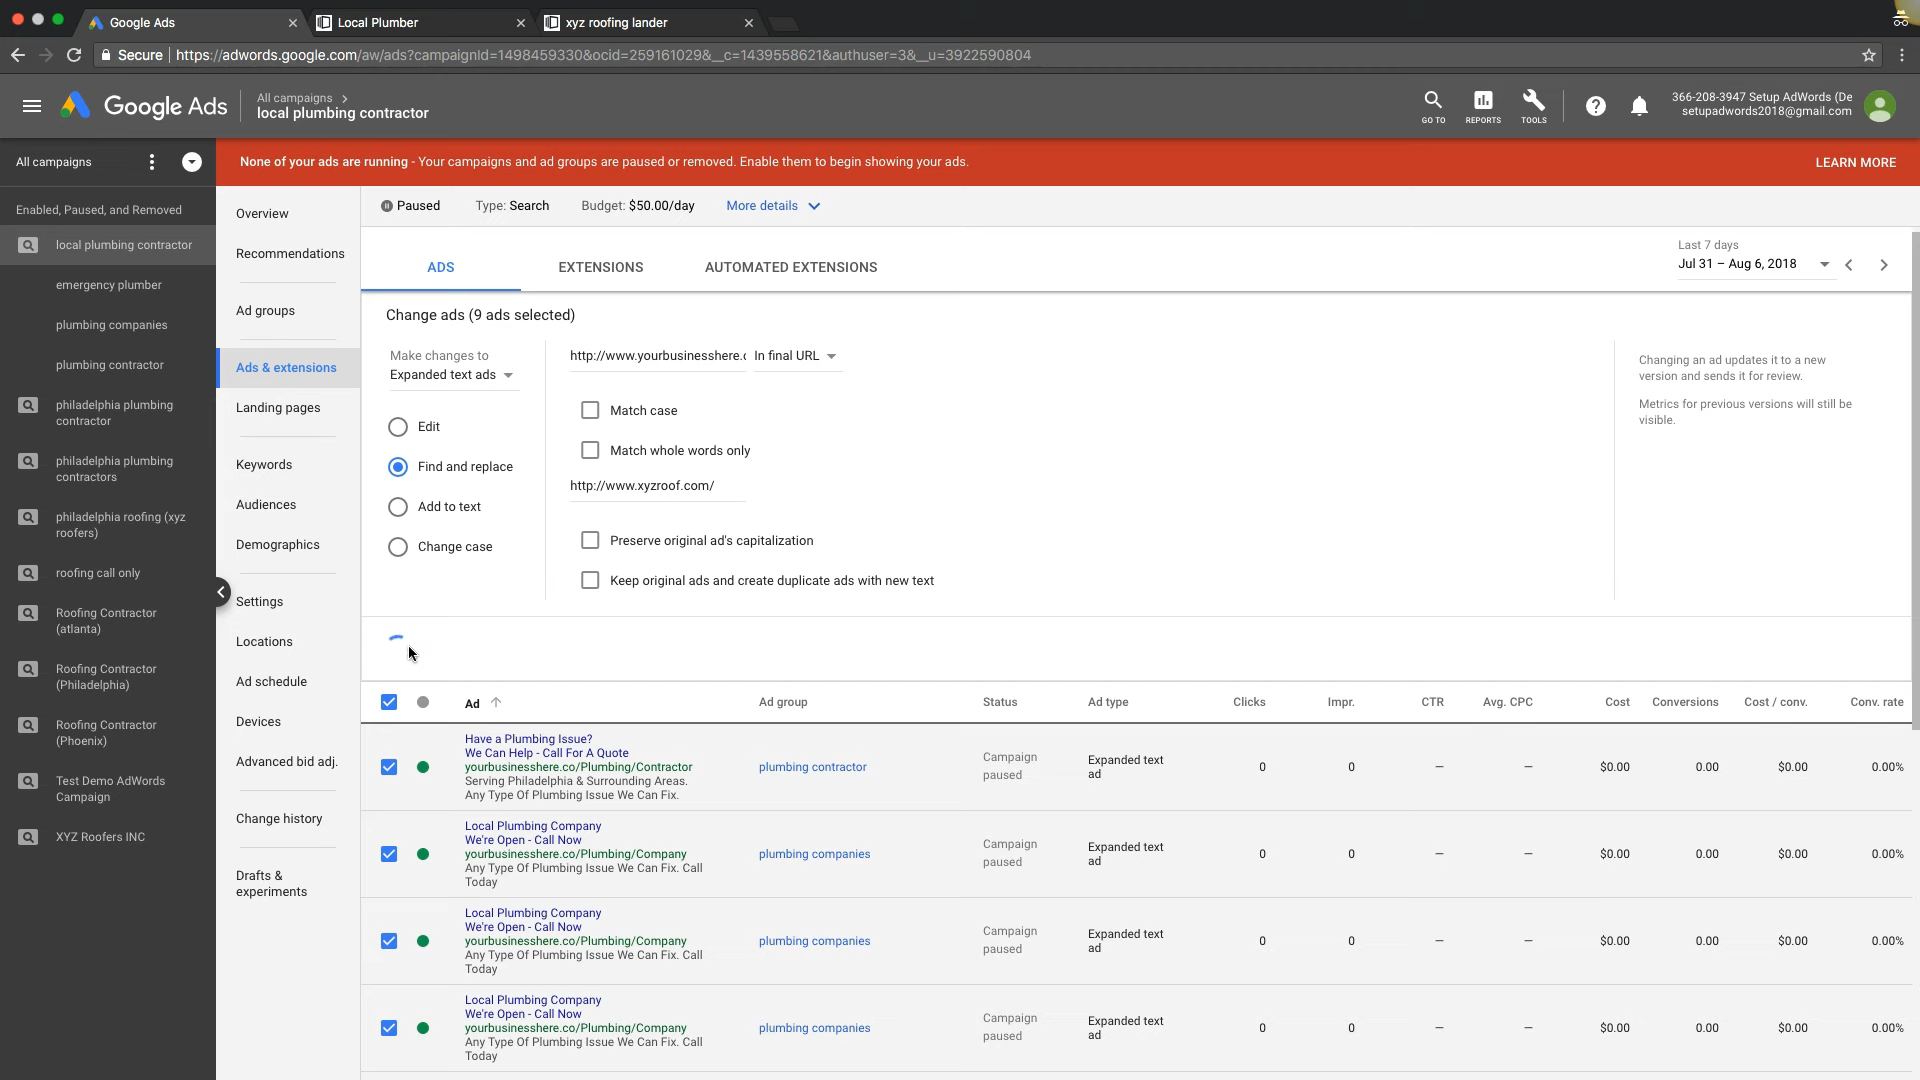 Google Ads
Local Plumber
xyz roofing lander
Secure
https://adwords.google.com/aw/ads?campaignId=1498459330&ocid=259161029&__c=1439558621&authuser=3&__u=3922590804
Google Ads
All campaigns
local plumbing contractor
GO TO
REPORTS
TOOLS
366-208-3947 Setup AdWords (De
setupadwords2018@gmail.com
All campaigns
None of your ads are running - Your campaigns and ad groups are paused or removed. Enable them to begin showing your ads.
LEARN MORE
Enabled, Paused, and Removed
local plumbing contractor
emergency plumber
plumbing companies
plumbing contractor
philadelphia plumbing
contractor
philadelphia plumbing
contractors
philadelphia roofing (xyz
roofers)
roofing call only
Roofing Contractor
(atlanta)
Roofing Contractor
(Philadelphia)
Roofing Contractor
(Phoenix)
Test Demo AdWords
Campaign
XYZ Roofers INC
Overview
Recommendations
Ad groups
Ads & extensions
Landing pages
Keywords
Audiences
Demographics
Settings
Locations
Ad schedule
Devices
Advanced bid adj.
Change history
Drafts &
experiments
Paused
Type: Search
Budget: $50.00/day
More details
ADS
EXTENSIONS
AUTOMATED EXTENSIONS
Last 7 days
Jul 31 – Aug 6, 2018
Change ads (9 ads selected)
Make changes to
Expanded text ads
Edit
Find and replace
Add to text
Change case
http://www.yourbusinesshere.c
In final URL
Match case
Match whole words only
http://www.xyzroof.com/
Preserve original ad's capitalization
Keep original ads and create duplicate ads with new text
Changing an ad updates it to a new
version and sends it for review.
Metrics for previous versions will still be
visible.
Ad Ad group Status Ad type Clicks Impr. CTR Avg. CPC Cost Conversions Cost / conv. Conv. rate
Have a Plumbing Issue?
We Can Help - Call For A Quote
yourbusinesshere.co/Plumbing/Contractor
Serving Philadelphia & Surrounding Areas.
Any Type Of Plumbing Issue We Can Fix.
plumbing contractor
Campaign
paused
Expanded text
ad
0 0 — — $0.00 0.00 $0.00 0.00%
Local Plumbing Company
We're Open - Call Now
yourbusinesshere.co/Plumbing/Company
Any Type Of Plumbing Issue We Can Fix. Call
Today
plumbing companies
Campaign
paused
Expanded text
ad
0 0 — — $0.00 0.00 $0.00 0.00%
Local Plumbing Company
We're Open - Call Now
yourbusinesshere.co/Plumbing/Company
Any Type Of Plumbing Issue We Can Fix. Call
Today
plumbing companies
Campaign
paused
Expanded text
ad
0 0 — — $0.00 0.00 $0.00 0.00%
Local Plumbing Company
We're Open - Call Now
yourbusinesshere.co/Plumbing/Company
Any Type Of Plumbing Issue We Can Fix. Call
Today
plumbing companies
Campaign
paused
Expanded text
ad
0 0 — — $0.00 0.00 $0.00 0.00%